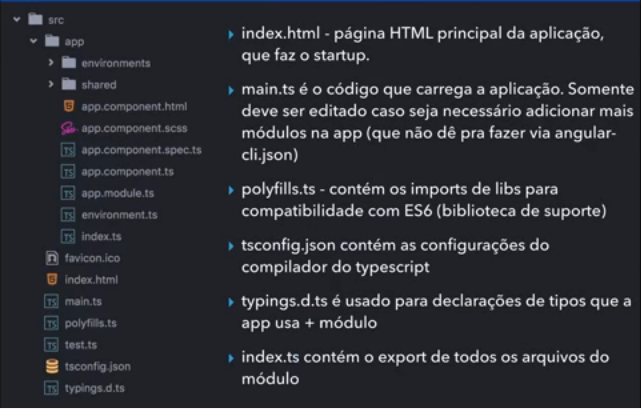 src
app
environments
shared
app.component.html
app.component.scss
app.component.spec.ts
app.component.ts
app.module.ts
environment.ts
index.ts
favicon.ico
index.html
main.ts
polyfills.ts
test.ts
tsconfig.json
typings.d.ts
index.html - página HTML principal da aplicação,
que faz o startup.
main.ts é o código que carrega a aplicação. Somente
deve ser editado caso seja necessário adicionar mais
módulos na app (que não dê pra fazer via angular-
cli.json)
polyfills.ts - contém os imports de libs para
compatibilidade com ES6 (biblioteca de suporte)
tsconfig.json contém as configurações do
compilador do typescript
typings.d.ts é usado para declarações de tipos que a
app usa + módulo
index.ts contém o export de todos os arquivos do
módulo